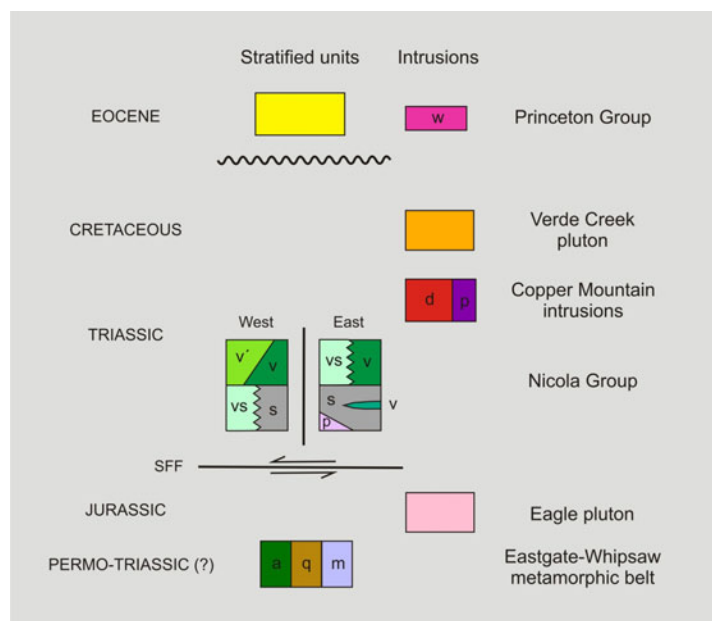 Stratified units Intrusions
EOCENE w Princeton Group
CRETACEOUS Verde Creek
pluton
d p Copper Mountain
intrusions
TRIASSIC West East
v´ v vs v
Nicola Group
vs s s v
p
SFF
JURASSIC Eagle pluton
PERMO-TRIASSIC (?) a q m Eastgate-Whipsaw
metamorphic belt